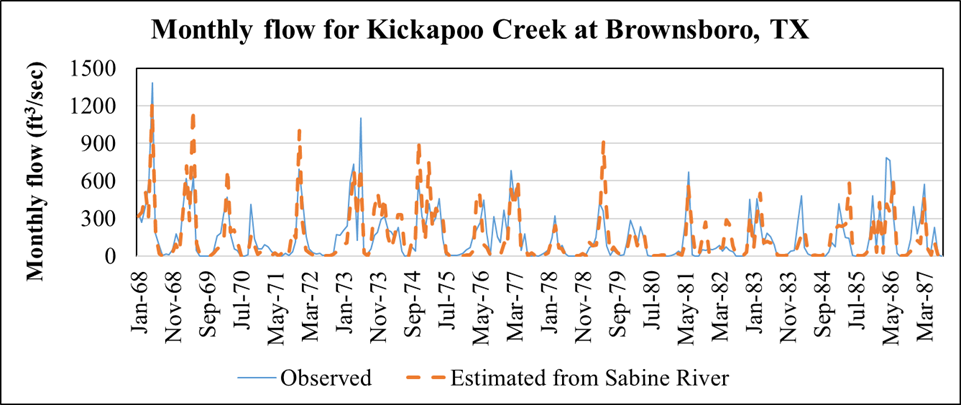 Monthly flow for Kickapoo Creek at Brownsboro, TX
Monthly flow (ft³/sec)
1500
1200
900
600
300
0
Jan-68
Nov-68
Sep-69
Jul-70
May-71
Mar-72
Jan-73
Nov-73
Sep-74
Jul-75
May-76
Mar-77
Jan-78
Nov-78
Sep-79
Jul-80
May-81
Mar-82
Jan-83
Nov-83
Sep-84
Jul-85
May-86
Mar-87
Observed
Estimated from Sabine River